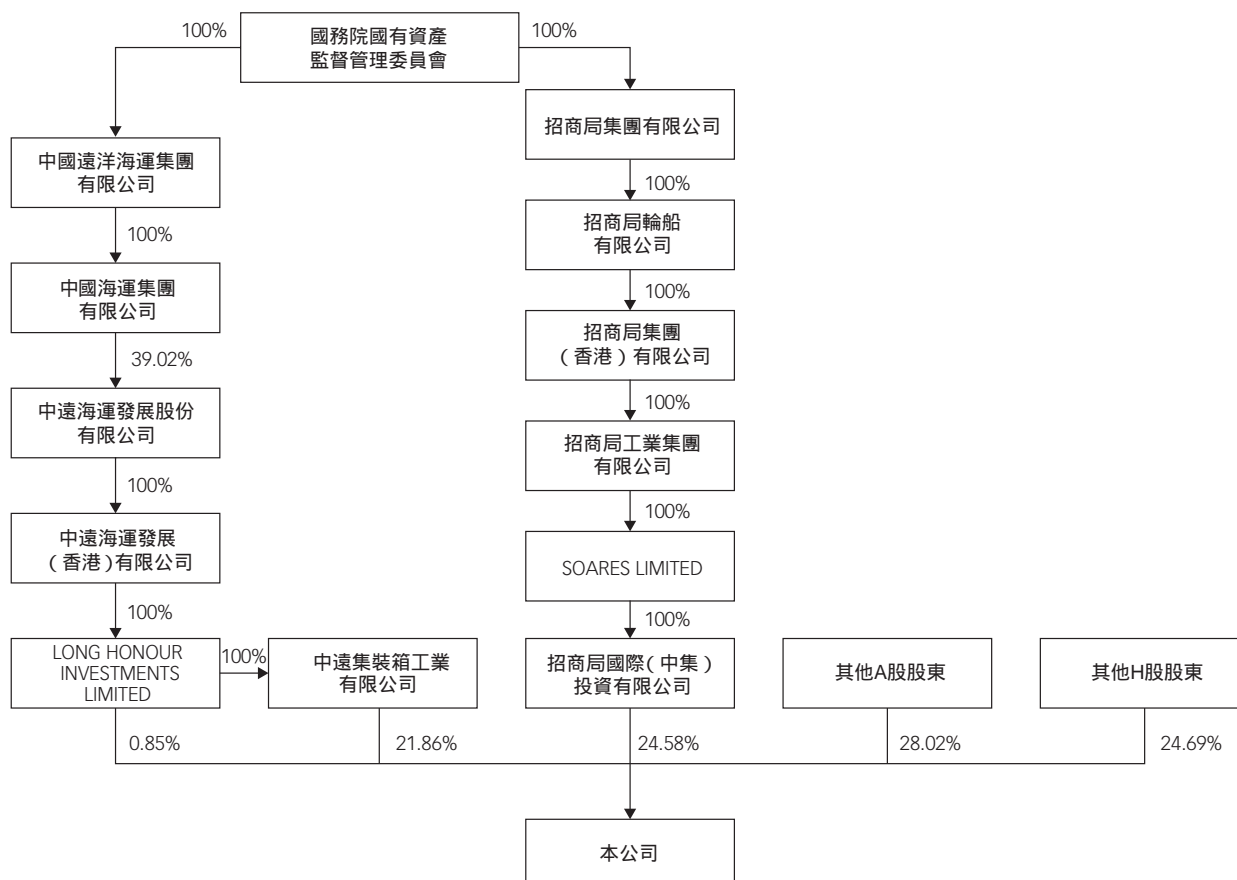 100%
國務院國有資產
監督管理委員會
100%
招商局集團有限公司
中國遠洋海運集團
有限公司
100%
招商局輪船
有限公司
100%
中國海運集團
有限公司
100%
招商局集團
（香港）有限公司
39.02%
中遠海運發展股份
有限公司
100%
招商局工業集團
有限公司
100%
100%
中遠海運發展
（香港）有限公司
SOARES LIMITED
100%
100%
LONG HONOUR
INVESTMENTS
LIMITED
100%
中遠集裝箱工業
有限公司
招商局國際（中集）
投資有限公司
其他A股股東
其他H股股東
0.85%
21.86%
24.58%
28.02%
24.69%
本公司